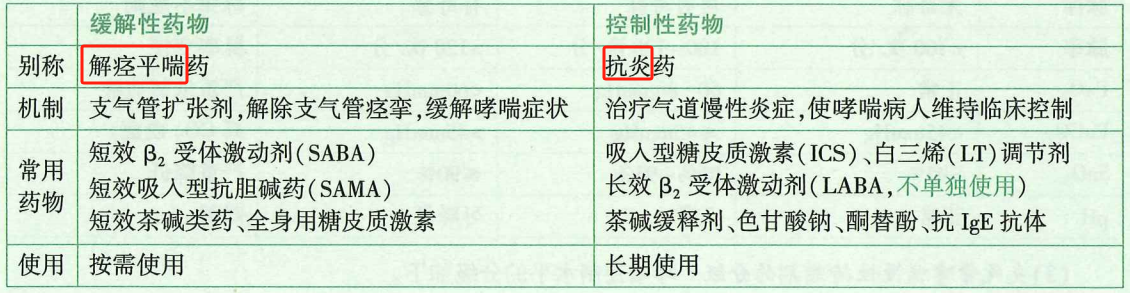 缓解性药物 控制性药物
别称 解痉平喘药 抗炎药
机制 支气管扩张剂,解除支气管痉挛,缓解哮喘症状 治疗气道慢性炎症,使哮喘病人维持临床控制
常用药物 短效 β₂ 受体激动剂(SABA) 吸入型糖皮质激素(ICS)、白三烯(LT)调节剂
短效吸入型抗胆碱药(SAMA) 长效 β₂ 受体激动剂(LABA,不单独使用)
短效茶碱类药、全身用糖皮质激素 茶碱缓释剂、色甘酸钠、酮替酚、抗 IgE 抗体
使用 按需使用 长期使用